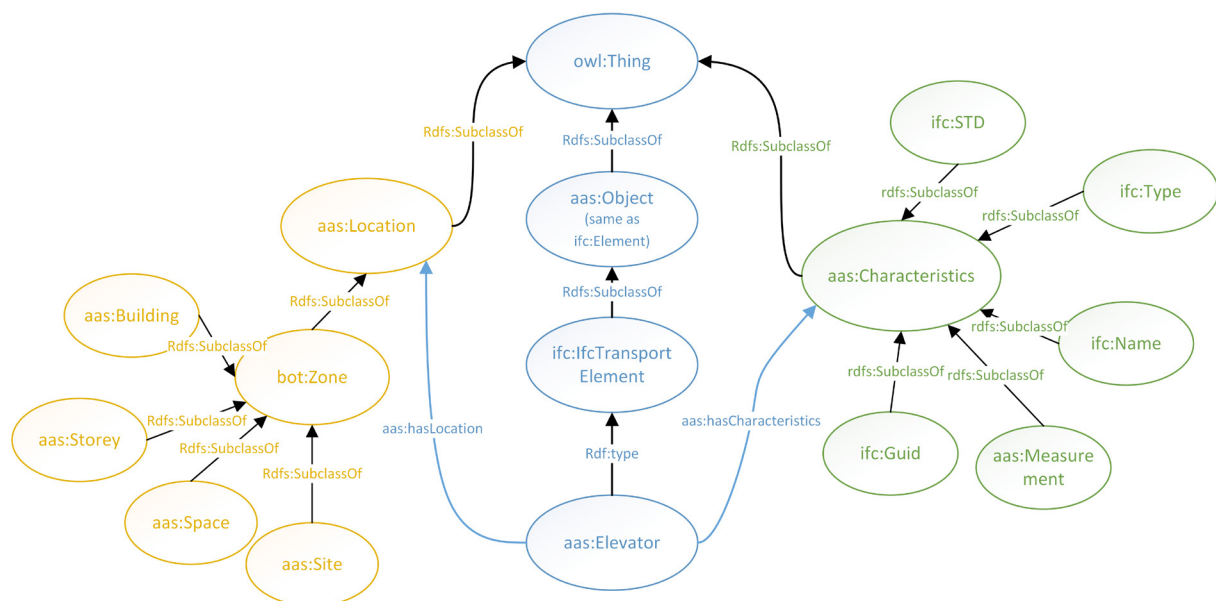 owl:Thing
Rdfs:SubclassOf
Rdfs:SubclassOf
Rdfs:SubclassOf
ifc:STD
rdfs:SubclassOf
ifc:Type
rdfs:SubclassOf
aas:Location
aas:Object
(same as
ifc:Element)
aas:Characteristics
Rdfs:SubclassOf
Rdfs:SubclassOf
aas:Building
Rdfs:SubclassOf
bot:Zone
ifc:IfcTransport
Element
rdfs:SubclassOf
ifc:Name
rdfs:SubclassOf
rdfs:SubclassOf
aas:Storey
Rdfs:SubclassOf
Rdfs:SubclassOf
Rdfs:SubclassOf
aas:hasLocation
Rdf:type
aas:hasCharacteristics
ifc:Guid
aas:Measure
ment
aas:Space
aas:Site
aas:Elevator